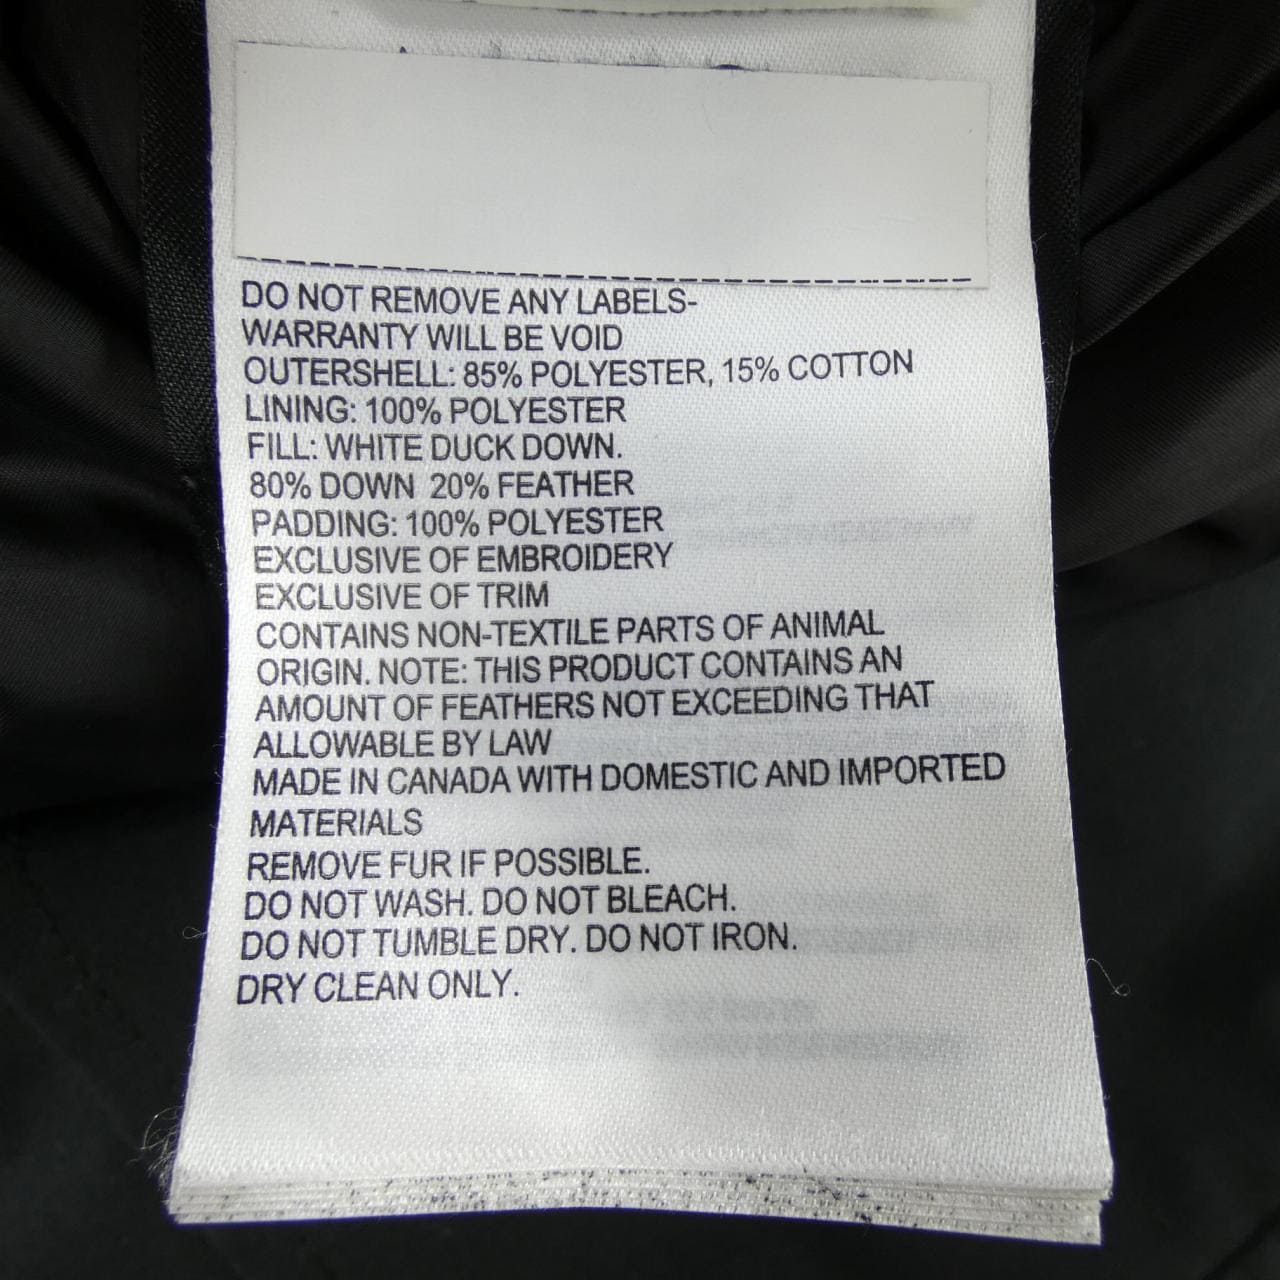 DO NOT REMOVE ANY LABELS-
WARRANTY WILL BE VOID
OUTERSHELL: 85% POLYESTER, 15% COTTON
LINING: 100% POLYESTER
FILL: WHITE DUCK DOWN.
80% DOWN 20% FEATHER
PADDING: 100% POLYESTER
EXCLUSIVE OF EMBROIDERY
EXCLUSIVE OF TRIM
CONTAINS NON-TEXTILE PARTS OF ANIMAL
ORIGIN. NOTE: THIS PRODUCT CONTAINS AN
AMOUNT OF FEATHERS NOT EXCEEDING THAT
ALLOWABLE BY LAW
MADE IN CANADA WITH DOMESTIC AND IMPORTED
MATERIALS
REMOVE FUR IF POSSIBLE.
DO NOT WASH. DO NOT BLEACH.
DO NOT TUMBLE DRY. DO NOT IRON.
DRY CLEAN ONLY.